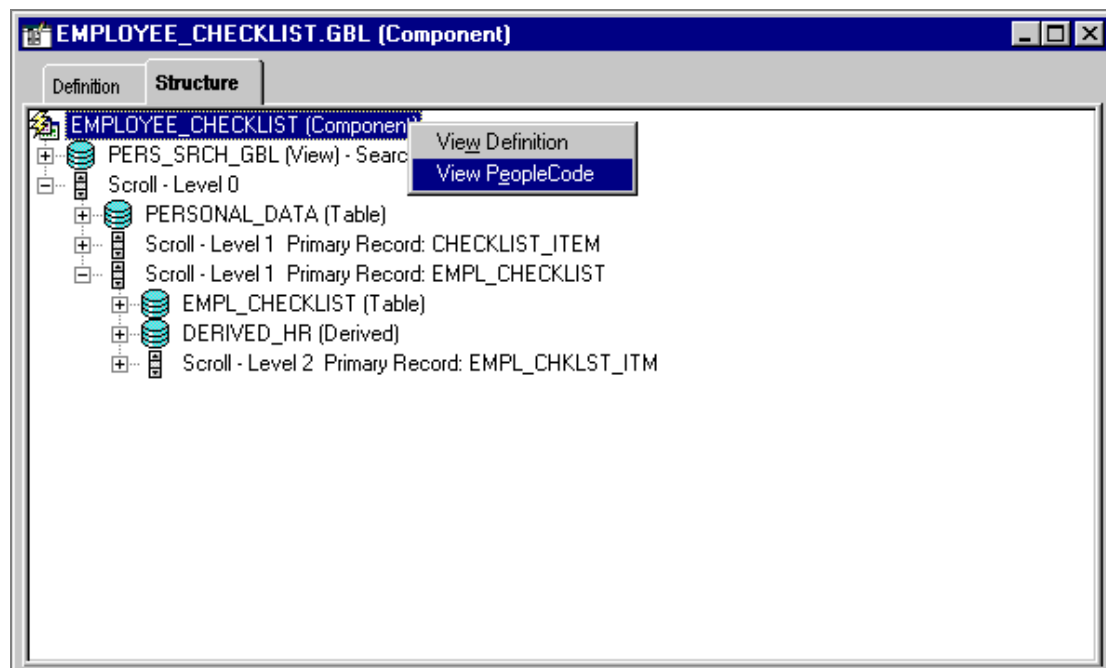 EMPLOYEE_CHECKLIST.GBL (Component)
Definition Structure
EMPLOYEE_CHECKLIST (Component)
View Definition
PERS_SRCH_GBL (View) - Searc
View PeopleCode
Scroll - Level 0
PERSONAL_DATA (Table)
Scroll - Level 1 Primary Record: CHECKLIST_ITEM
Scroll - Level 1 Primary Record: EMPL_CHECKLIST
EMPL_CHECKLIST (Table)
DERIVED_HR (Derived)
Scroll - Level 2 Primary Record: EMPL_CHKLST_ITM